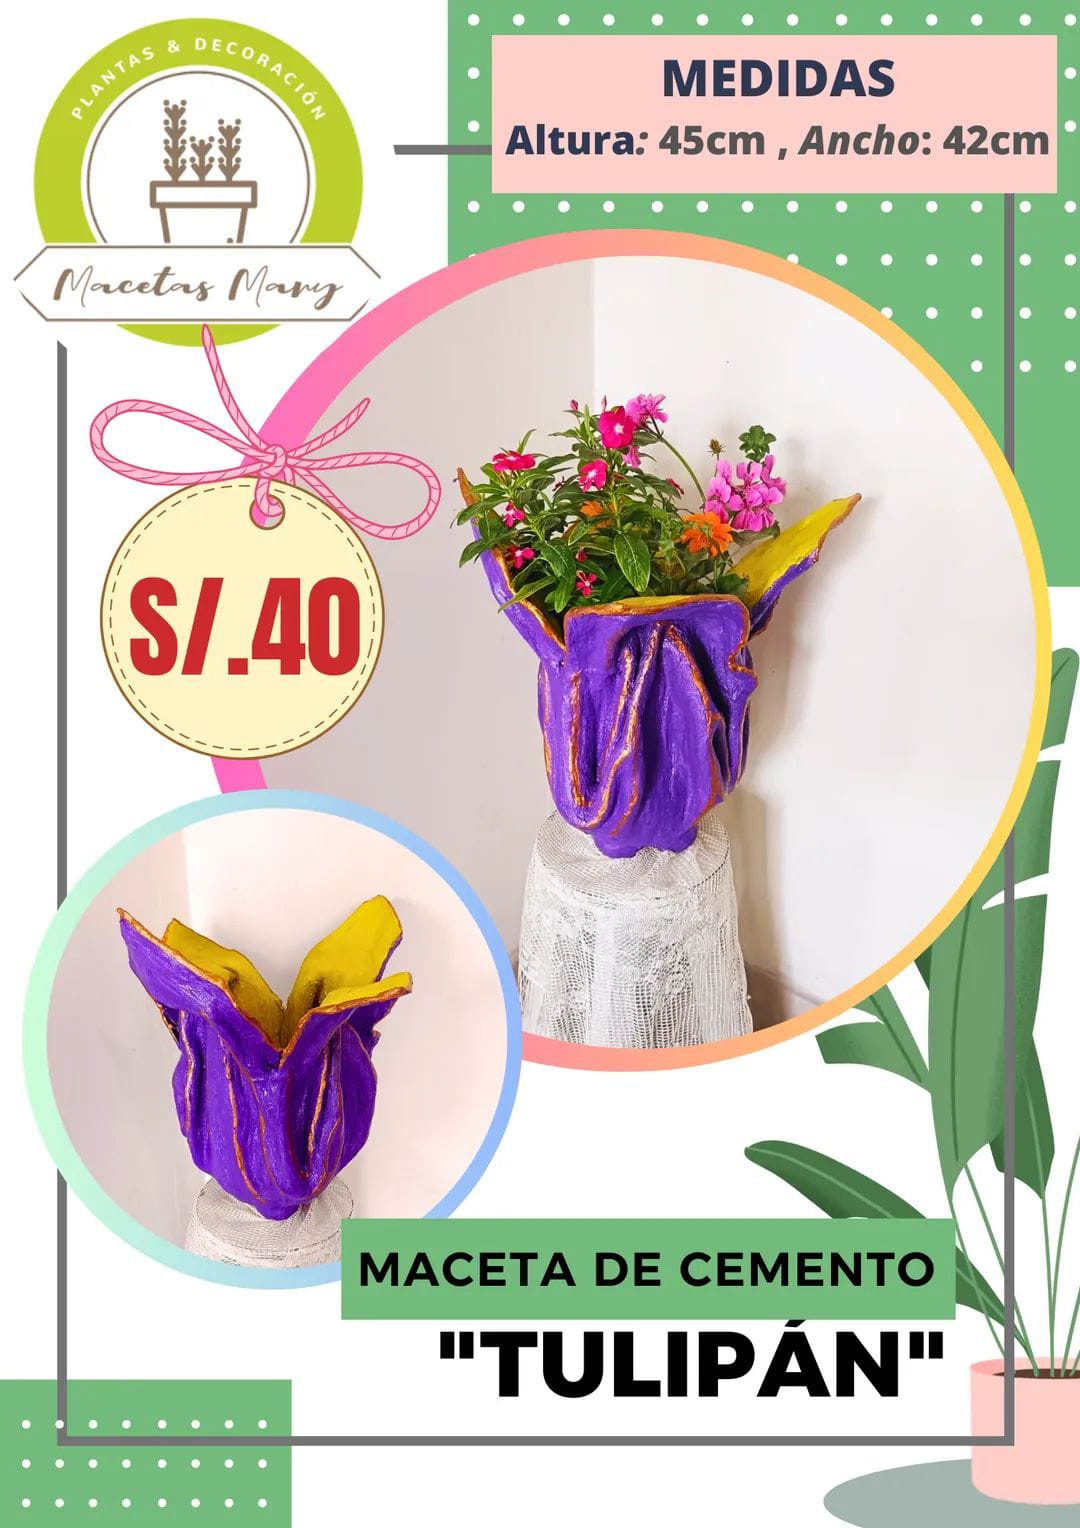 PLANTAS & DECORACIÓN
Macetas Mary
MEDIDAS
Altura: 45cm , Ancho: 42cm
S/.40
MACETA DE CEMENTO
"TULIPÁN"